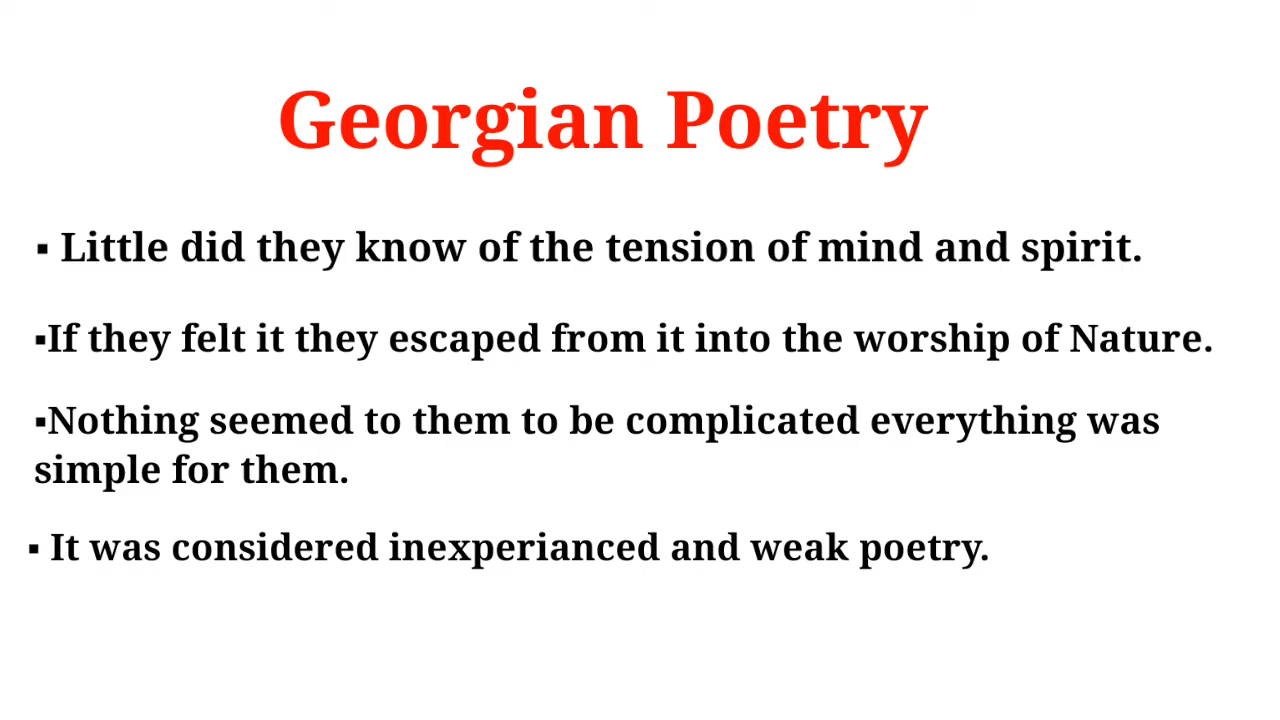 Georgian Poetry
▪ Little did they know of the tension of mind and spirit.
▪If they felt it they escaped from it into the worship of Nature.
▪Nothing seemed to them to be complicated everything was
simple for them.
▪ It was considered inexperianced and weak poetry.